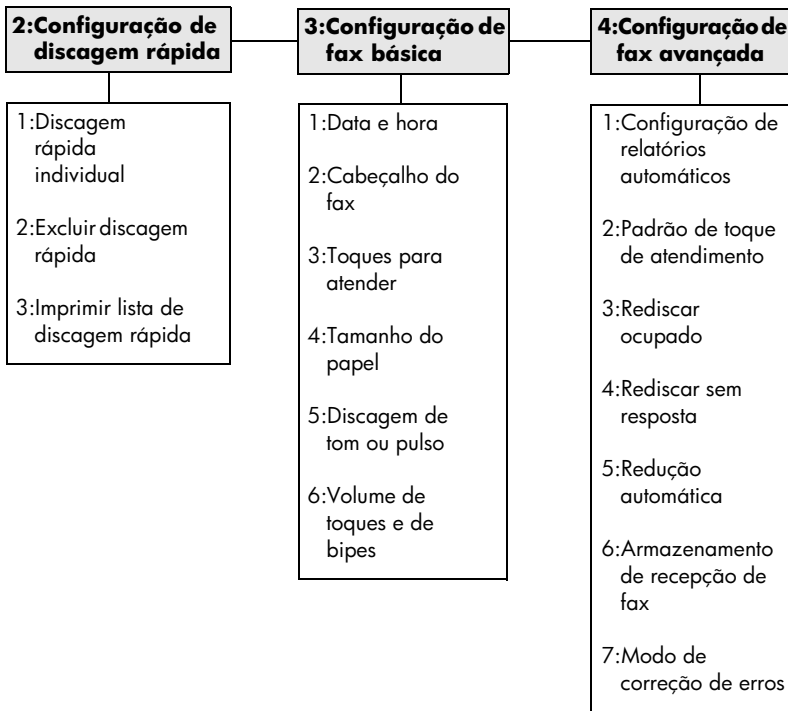 2:Configuração de
discagem rápida
1:Discagem
rápida
individual
2:Excluir discagem
rápida
3:Imprimir lista de
discagem rápida
3:Configuração de
fax básica
1:Data e hora
2:Cabeçalho do
fax
3:Toques para
atender
4:Tamanho do
papel
5:Discagem de
tom ou pulso
6:Volume de
toques e de
bipes
4:Configuração de
fax avançada
1:Configuração de
relatórios
automáticos
2:Padrão de toque
de atendimento
3:Rediscar
ocupado
4:Rediscar sem
resposta
5:Redução
automática
6:Armazenamento
de recepção de
fax
7:Modo de
correção de erros